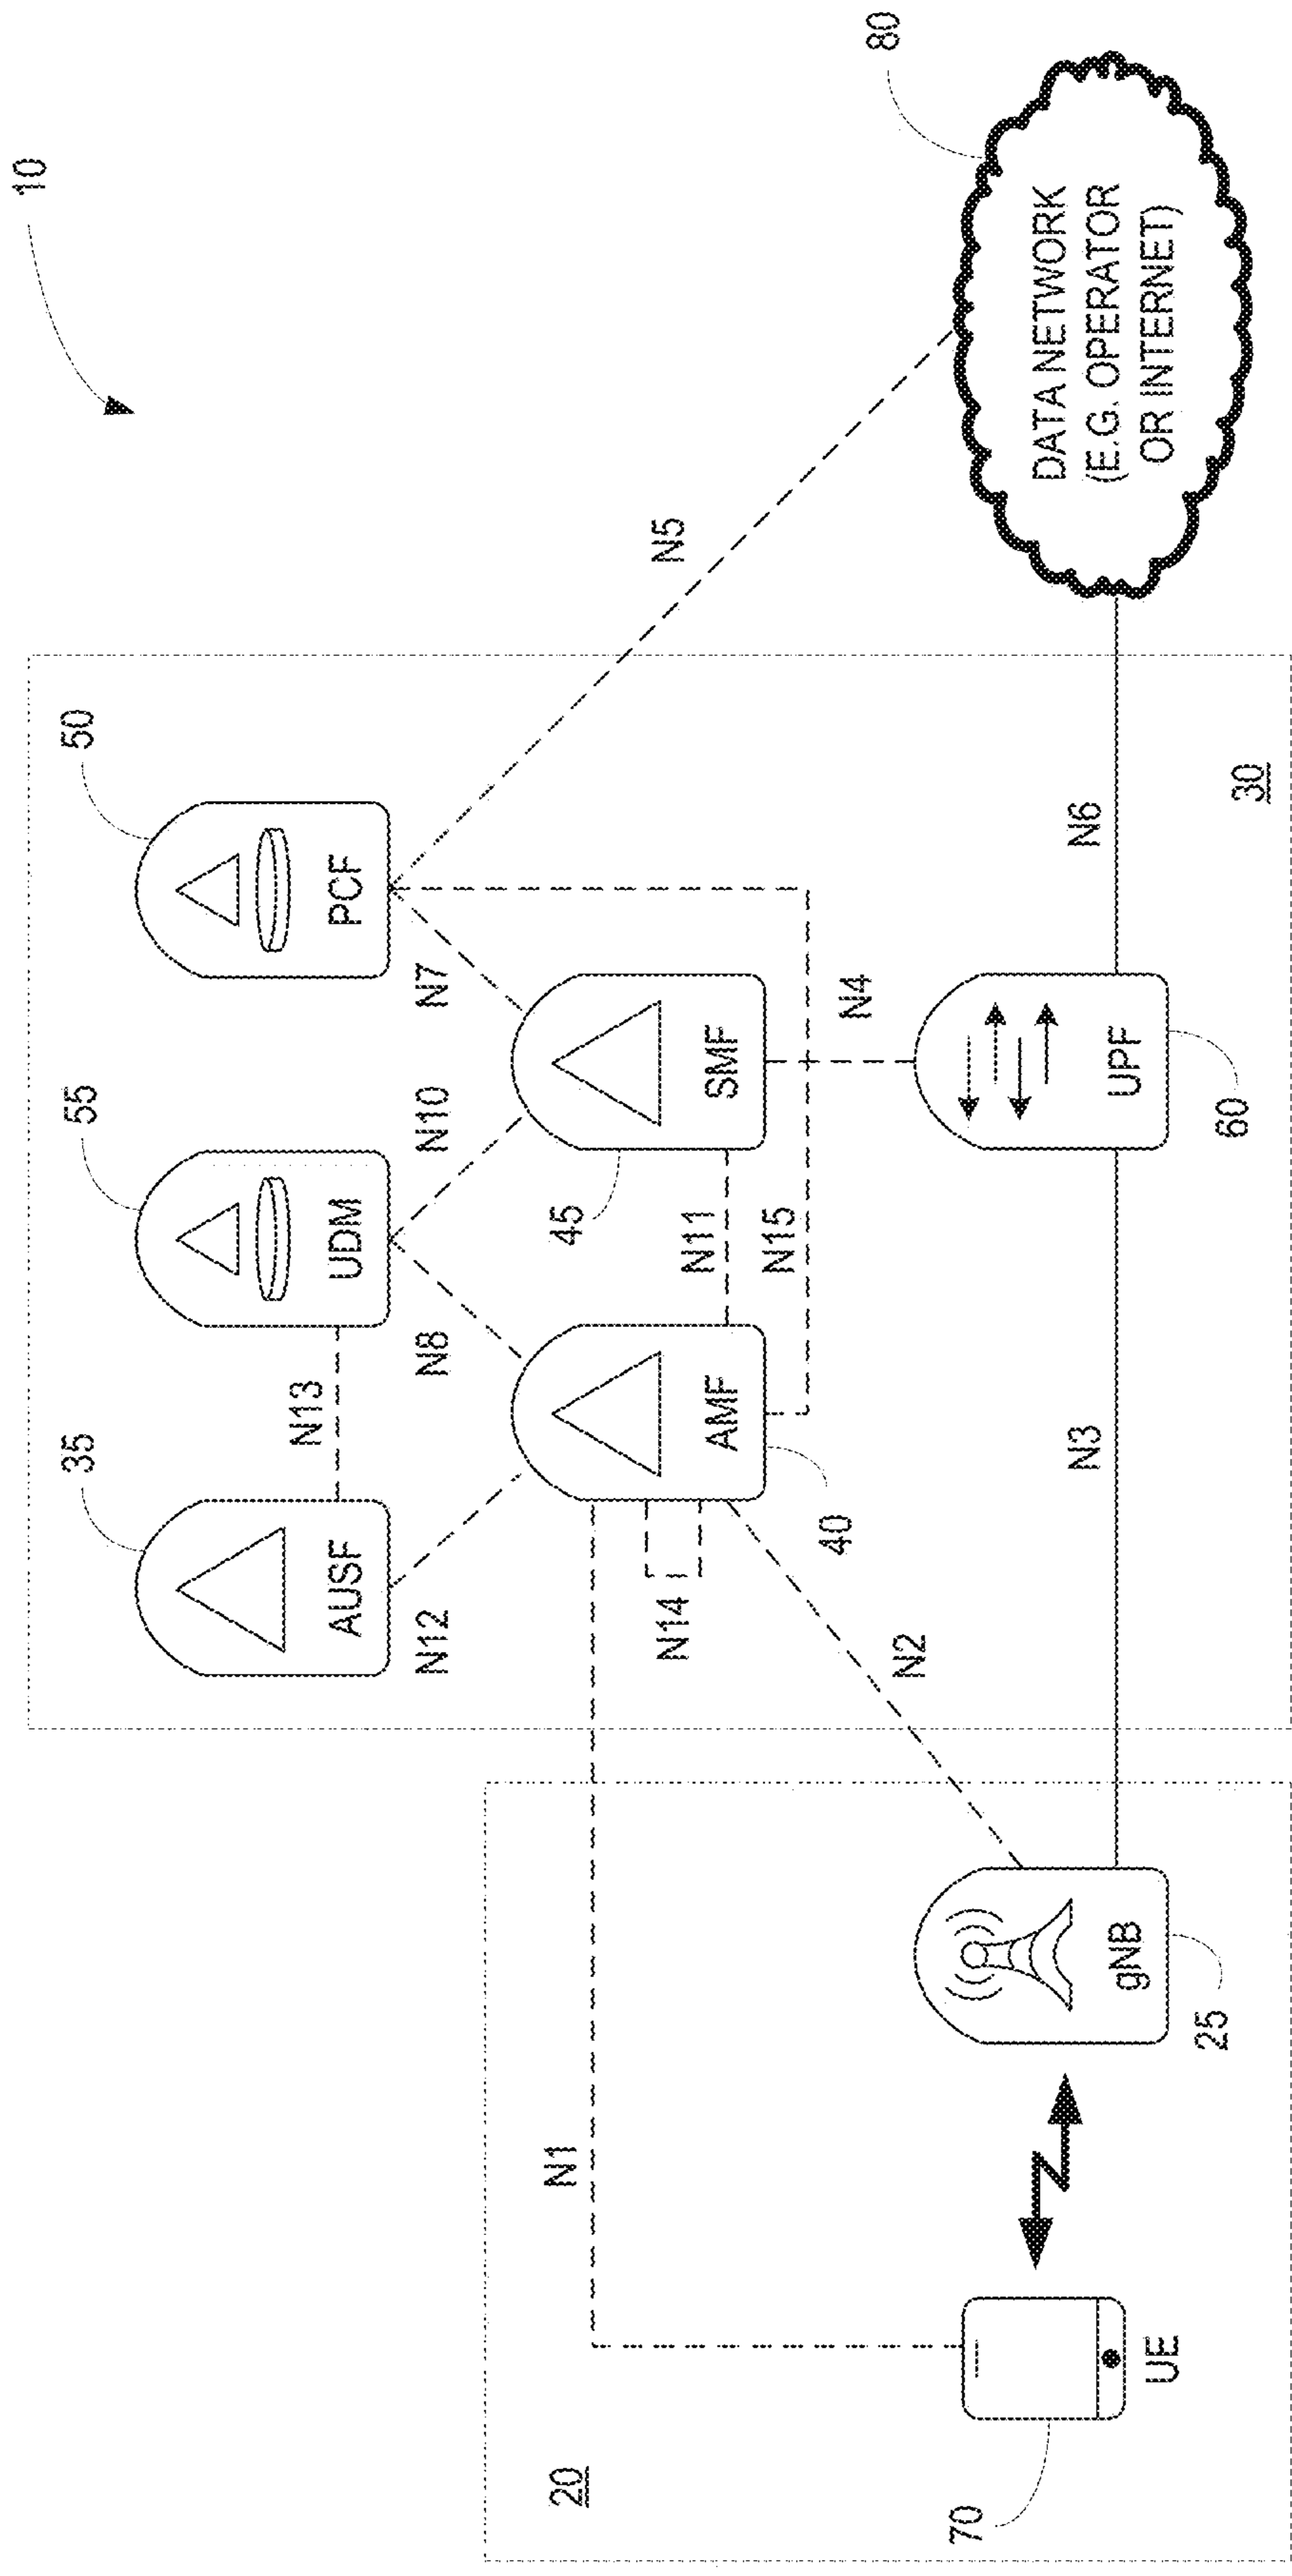 10
35
55
50
80
AUSF
N13
UDM
PCF
N12
N8
N10
N7
N5
N14
AMF
N11
45
SMF
40
N15
N4
20
N1
N2
DATA NETWORK
(E.G. OPERATOR
OR INTERNET)
70
UE
gNB
25
N3
UPF
60
N6
30